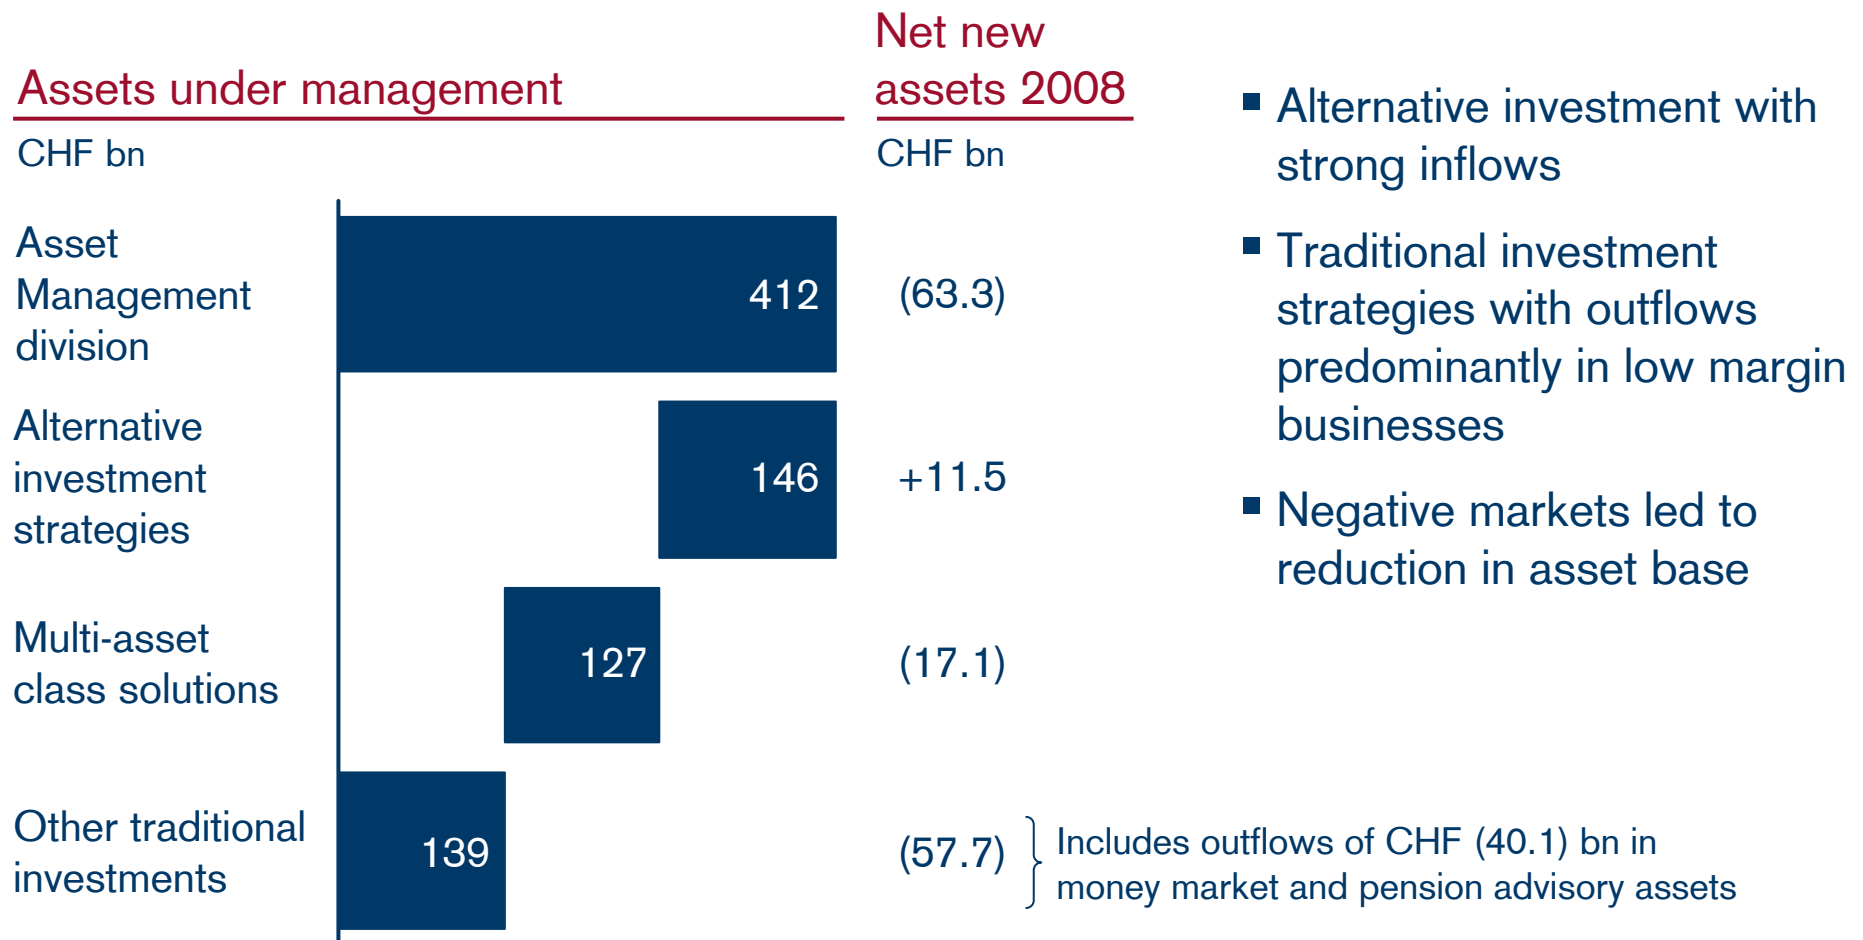 Assets under management
CHF bn
Net new
assets 2008
CHF bn
Asset
Management
division
412
(63.3)
Alternative
investment
strategies
146
+11.5
Multi-asset
class solutions
127
(17.1)
Other traditional
investments
139
(57.7)
Includes outflows of CHF (40.1) bn in
money market and pension advisory assets
▪ Alternative investment with
strong inflows
▪ Traditional investment
strategies with outflows
predominantly in low margin
businesses
▪ Negative markets led to
reduction in asset base